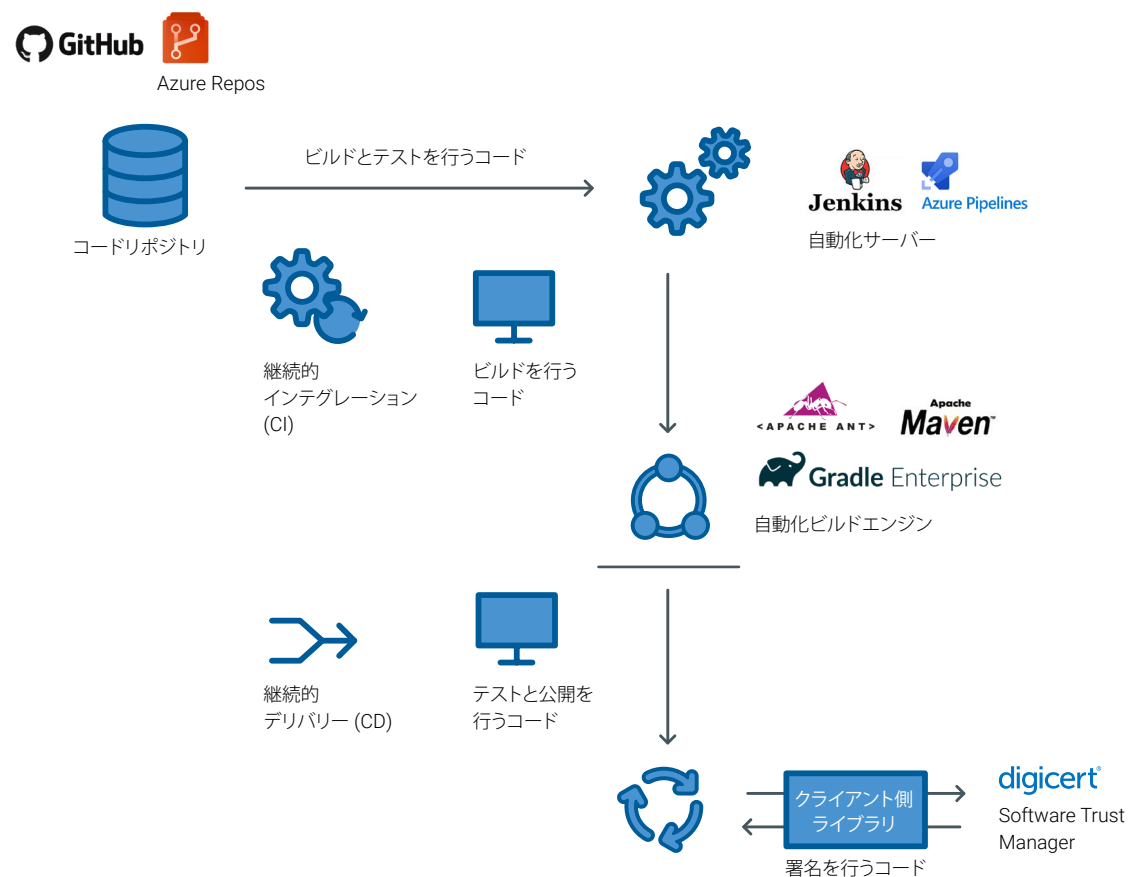 GitHub
Azure Repos
ビルドとテストを行うコード
コードリポジトリ
Jenkins
Azure Pipelines
自動化サーバー
継続的
インテグレーション
(CI)
ビルドを行う
コード
<APACHE ANT>
Apache
Maven™
Gradle Enterprise
自動化ビルドエンジン
継続的
デリバリー (CD)
テストと公開を
行うコード
クライアント側
ライブラリ
署名を行うコード
digicert®
Software Trust
Manager